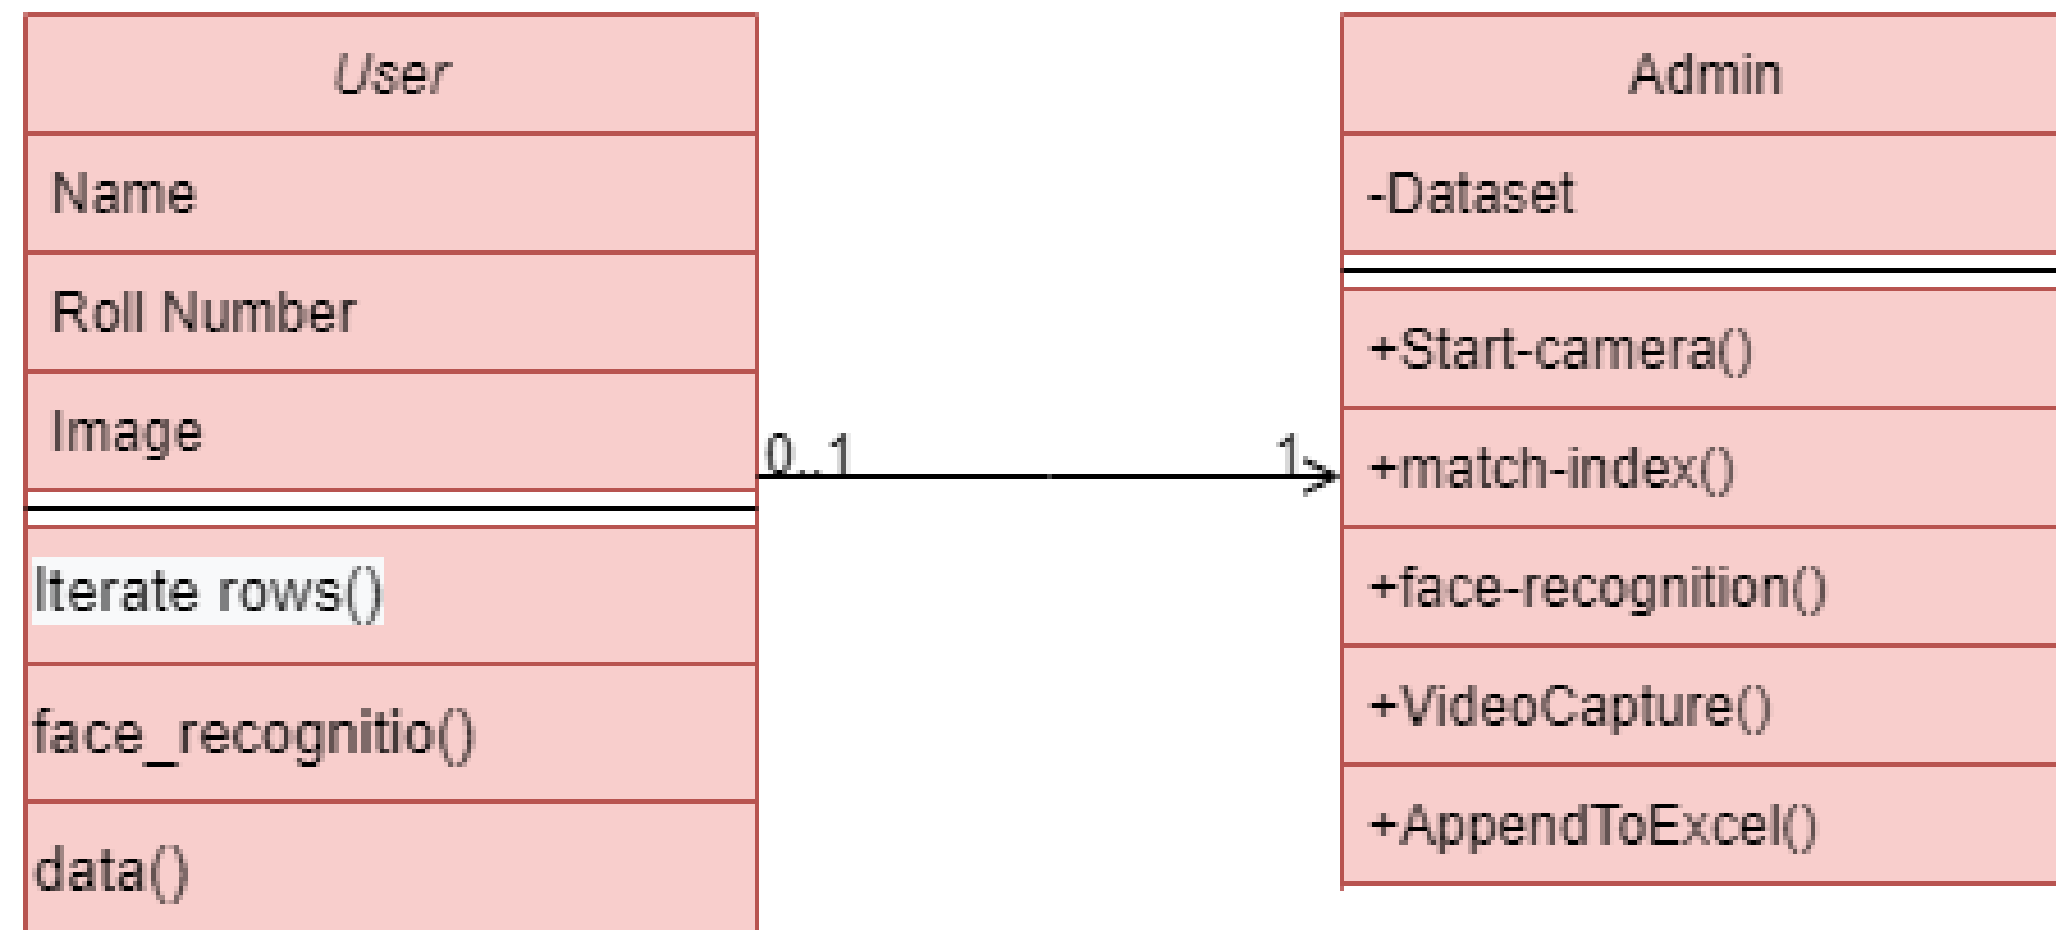 User
Name
Roll Number
Image
Iterate rows()
face_recognitio()
data()
0..1
1
Admin
-Dataset
+Start-camera()
+match-index()
+face-recognition()
+VideoCapture()
+AppendToExcel()